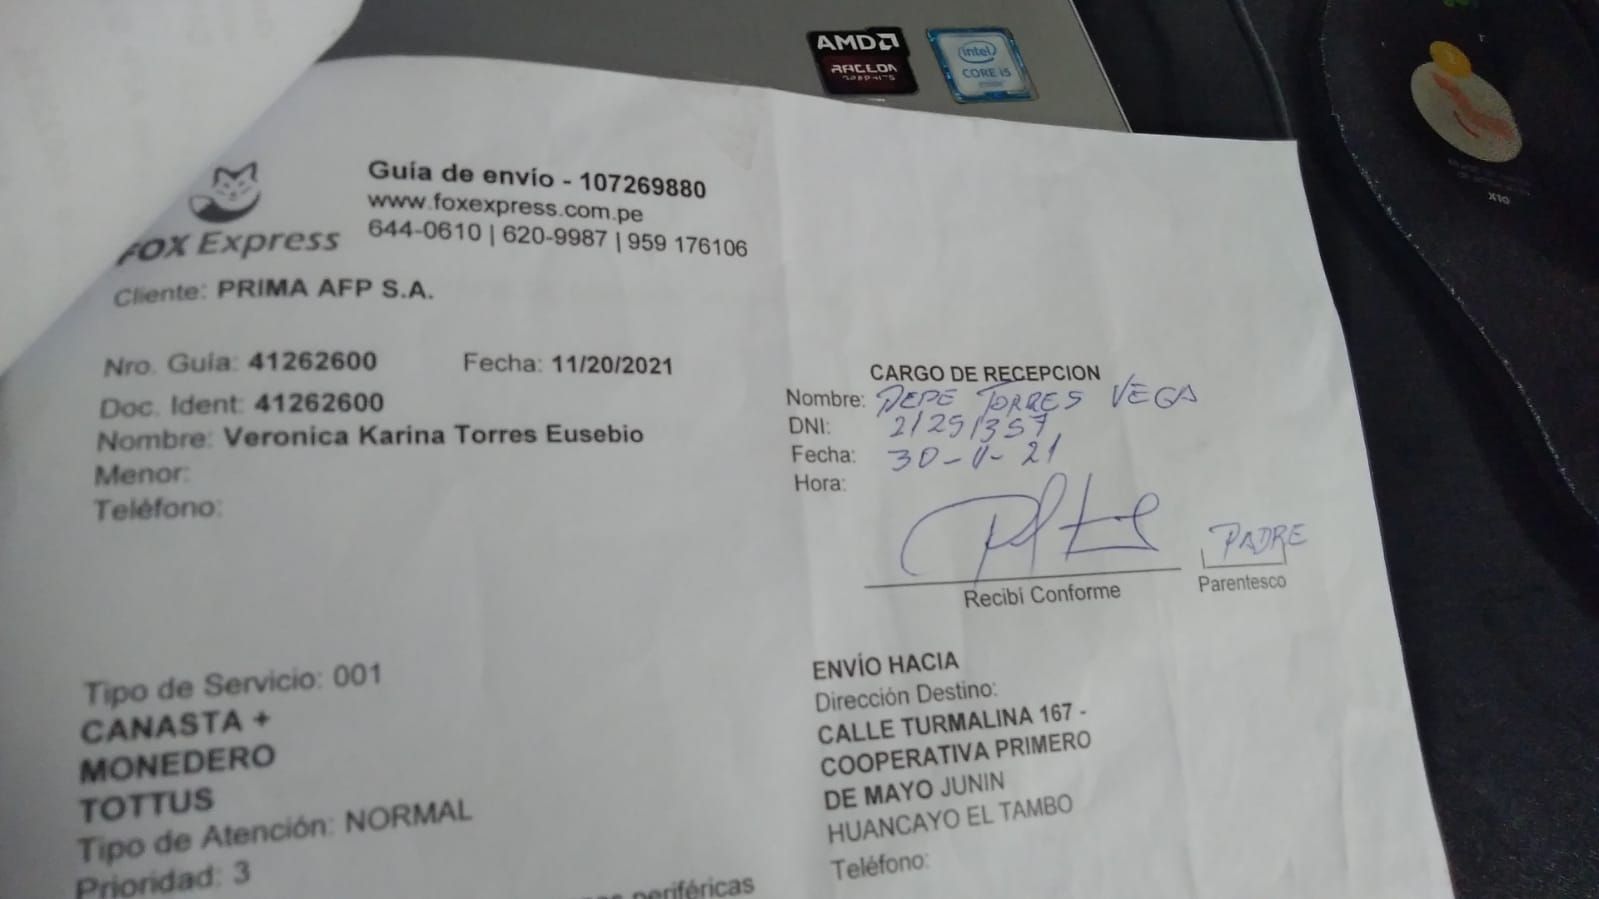 AMD
RADEON
GRAPHICS
intel
CORE i5
X10
FOX Express
Guía de envío - 107269880
www.foxexpress.com.pe
644-0610 | 620-9987 | 959 176106
Cliente: PRIMA AFP S.A.
Nro. Guía: 41262600 Fecha: 11/20/2021
Doc. Ident: 41262600
Nombre: Veronica Karina Torres Eusebio
Menor:
Teléfono:
CARGO DE RECEPCION
Nombre: PEPE TORRES VEGA
DNI: 21251357
Fecha: 30-11-21
Hora:
PADRE
Recibi Conforme
Parentesco
Tipo de Servicio: 001
CANASTA +
MONEDERO
TOTTUS
Tipo de Atención: NORMAL
Prioridad: 3
ENVÍO HACIA
Dirección Destino:
CALLE TURMALINA 167 -
COOPERATIVA PRIMERO
DE MAYO JUNIN
HUANCAYO EL TAMBO
Teléfono:
periféricas